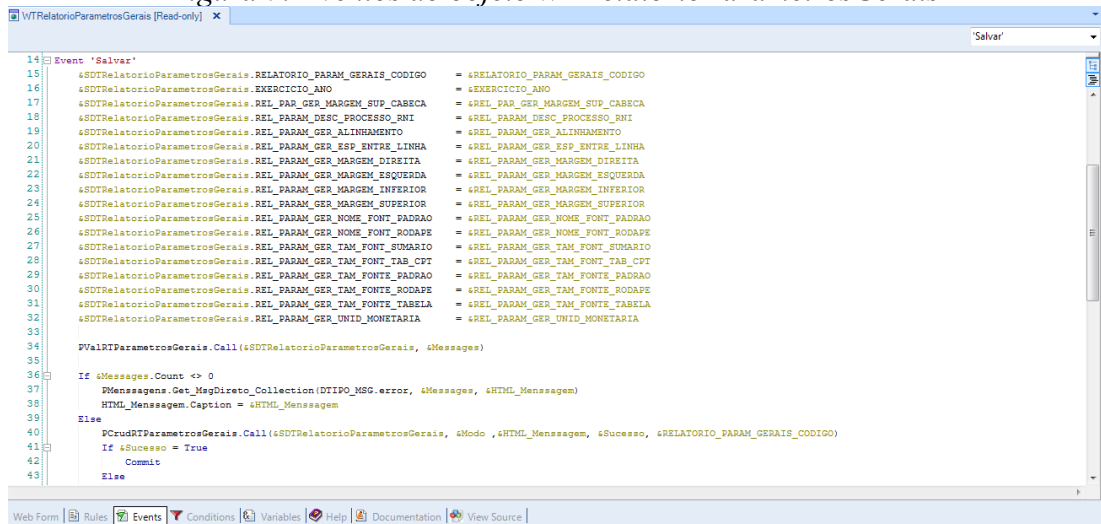 WTRelatorioParametrosGerais [Read-only] x
'Salvar'
14 Event 'Salvar'
15 &SDTRelatorioParametrosGerais.RELATORIO_PARAM_GERAIS_CODIGO = &RELATORIO_PARAM_GERAIS_CODIGO
16 &SDTRelatorioParametrosGerais.EXERCICIO_ANO = &EXERCICIO_ANO
17 &SDTRelatorioParametrosGerais.REL_PAR_GER_MARGEM_SUP_CABECA = &REL_PAR_GER_MARGEM_SUP_CABECA
18 &SDTRelatorioParametrosGerais.REL_PARAM_DESC_PROCESSO_RNI = &REL_PARAM_DESC_PROCESSO_RNI
19 &SDTRelatorioParametrosGerais.REL_PARAM_GER_ALINHAMENTO = &REL_PARAM_GER_ALINHAMENTO
20 &SDTRelatorioParametrosGerais.REL_PARAM_GER_ESP_ENTRE_LINHA = &REL_PARAM_GER_ESP_ENTRE_LINHA
21 &SDTRelatorioParametrosGerais.REL_PARAM_GER_MARGEM_DIREITA = &REL_PARAM_GER_MARGEM_DIREITA
22 &SDTRelatorioParametrosGerais.REL_PARAM_GER_MARGEM_ESQUERDA = &REL_PARAM_GER_MARGEM_ESQUERDA
23 &SDTRelatorioParametrosGerais.REL_PARAM_GER_MARGEM_INFERIOR = &REL_PARAM_GER_MARGEM_INFERIOR
24 &SDTRelatorioParametrosGerais.REL_PARAM_GER_MARGEM_SUPERIOR = &REL_PARAM_GER_MARGEM_SUPERIOR
25 &SDTRelatorioParametrosGerais.REL_PARAM_GER_NOME_FONT_PADRAO = &REL_PARAM_GER_NOME_FONT_PADRAO
26 &SDTRelatorioParametrosGerais.REL_PARAM_GER_NOME_FONT_RODAPE = &REL_PARAM_GER_NOME_FONT_RODAPE
27 &SDTRelatorioParametrosGerais.REL_PARAM_GER_TAM_FONT_SUMARIO = &REL_PARAM_GER_TAM_FONT_SUMARIO
28 &SDTRelatorioParametrosGerais.REL_PARAM_GER_TAM_FONT_TAB_CPT = &REL_PARAM_GER_TAM_FONT_TAB_CPT
29 &SDTRelatorioParametrosGerais.REL_PARAM_GER_TAM_FONTE_PADRAO = &REL_PARAM_GER_TAM_FONTE_PADRAO
30 &SDTRelatorioParametrosGerais.REL_PARAM_GER_TAM_FONTE_RODAPE = &REL_PARAM_GER_TAM_FONTE_RODAPE
31 &SDTRelatorioParametrosGerais.REL_PARAM_GER_TAM_FONTE_TABELA = &REL_PARAM_GER_TAM_FONTE_TABELA
32 &SDTRelatorioParametrosGerais.REL_PARAM_GER_UNID_MONETARIA = &REL_PARAM_GER_UNID_MONETARIA
33
34 PValRTParametrosGerais.Call(&SDTRelatorioParametrosGerais, &Messages)
35
36 If &Messages.Count <> 0
37 PMenssagens.Get_MsgDireto_Collection(DTIPO_MSG.error, &Messages, &HTML_Menssagem)
38 HTML_Menssagem.Caption = &HTML_Menssagem
39 Else
40 PCrudRTParametrosGerais.Call(&SDTRelatorioParametrosGerais, &Modo ,&HTML_Menssagem, &Sucesso, &RELATORIO_PARAM_GERAIS_CODIGO)
41 If &Sucesso = True
42 Commit
43 Else
Web Form Rules Events Conditions Variables Help Documentation View Source